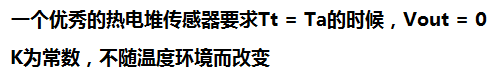 一个优秀的热电堆传感器要求Tt = Ta的时候，Vout = 0
K为常数，不随温度环境而改变